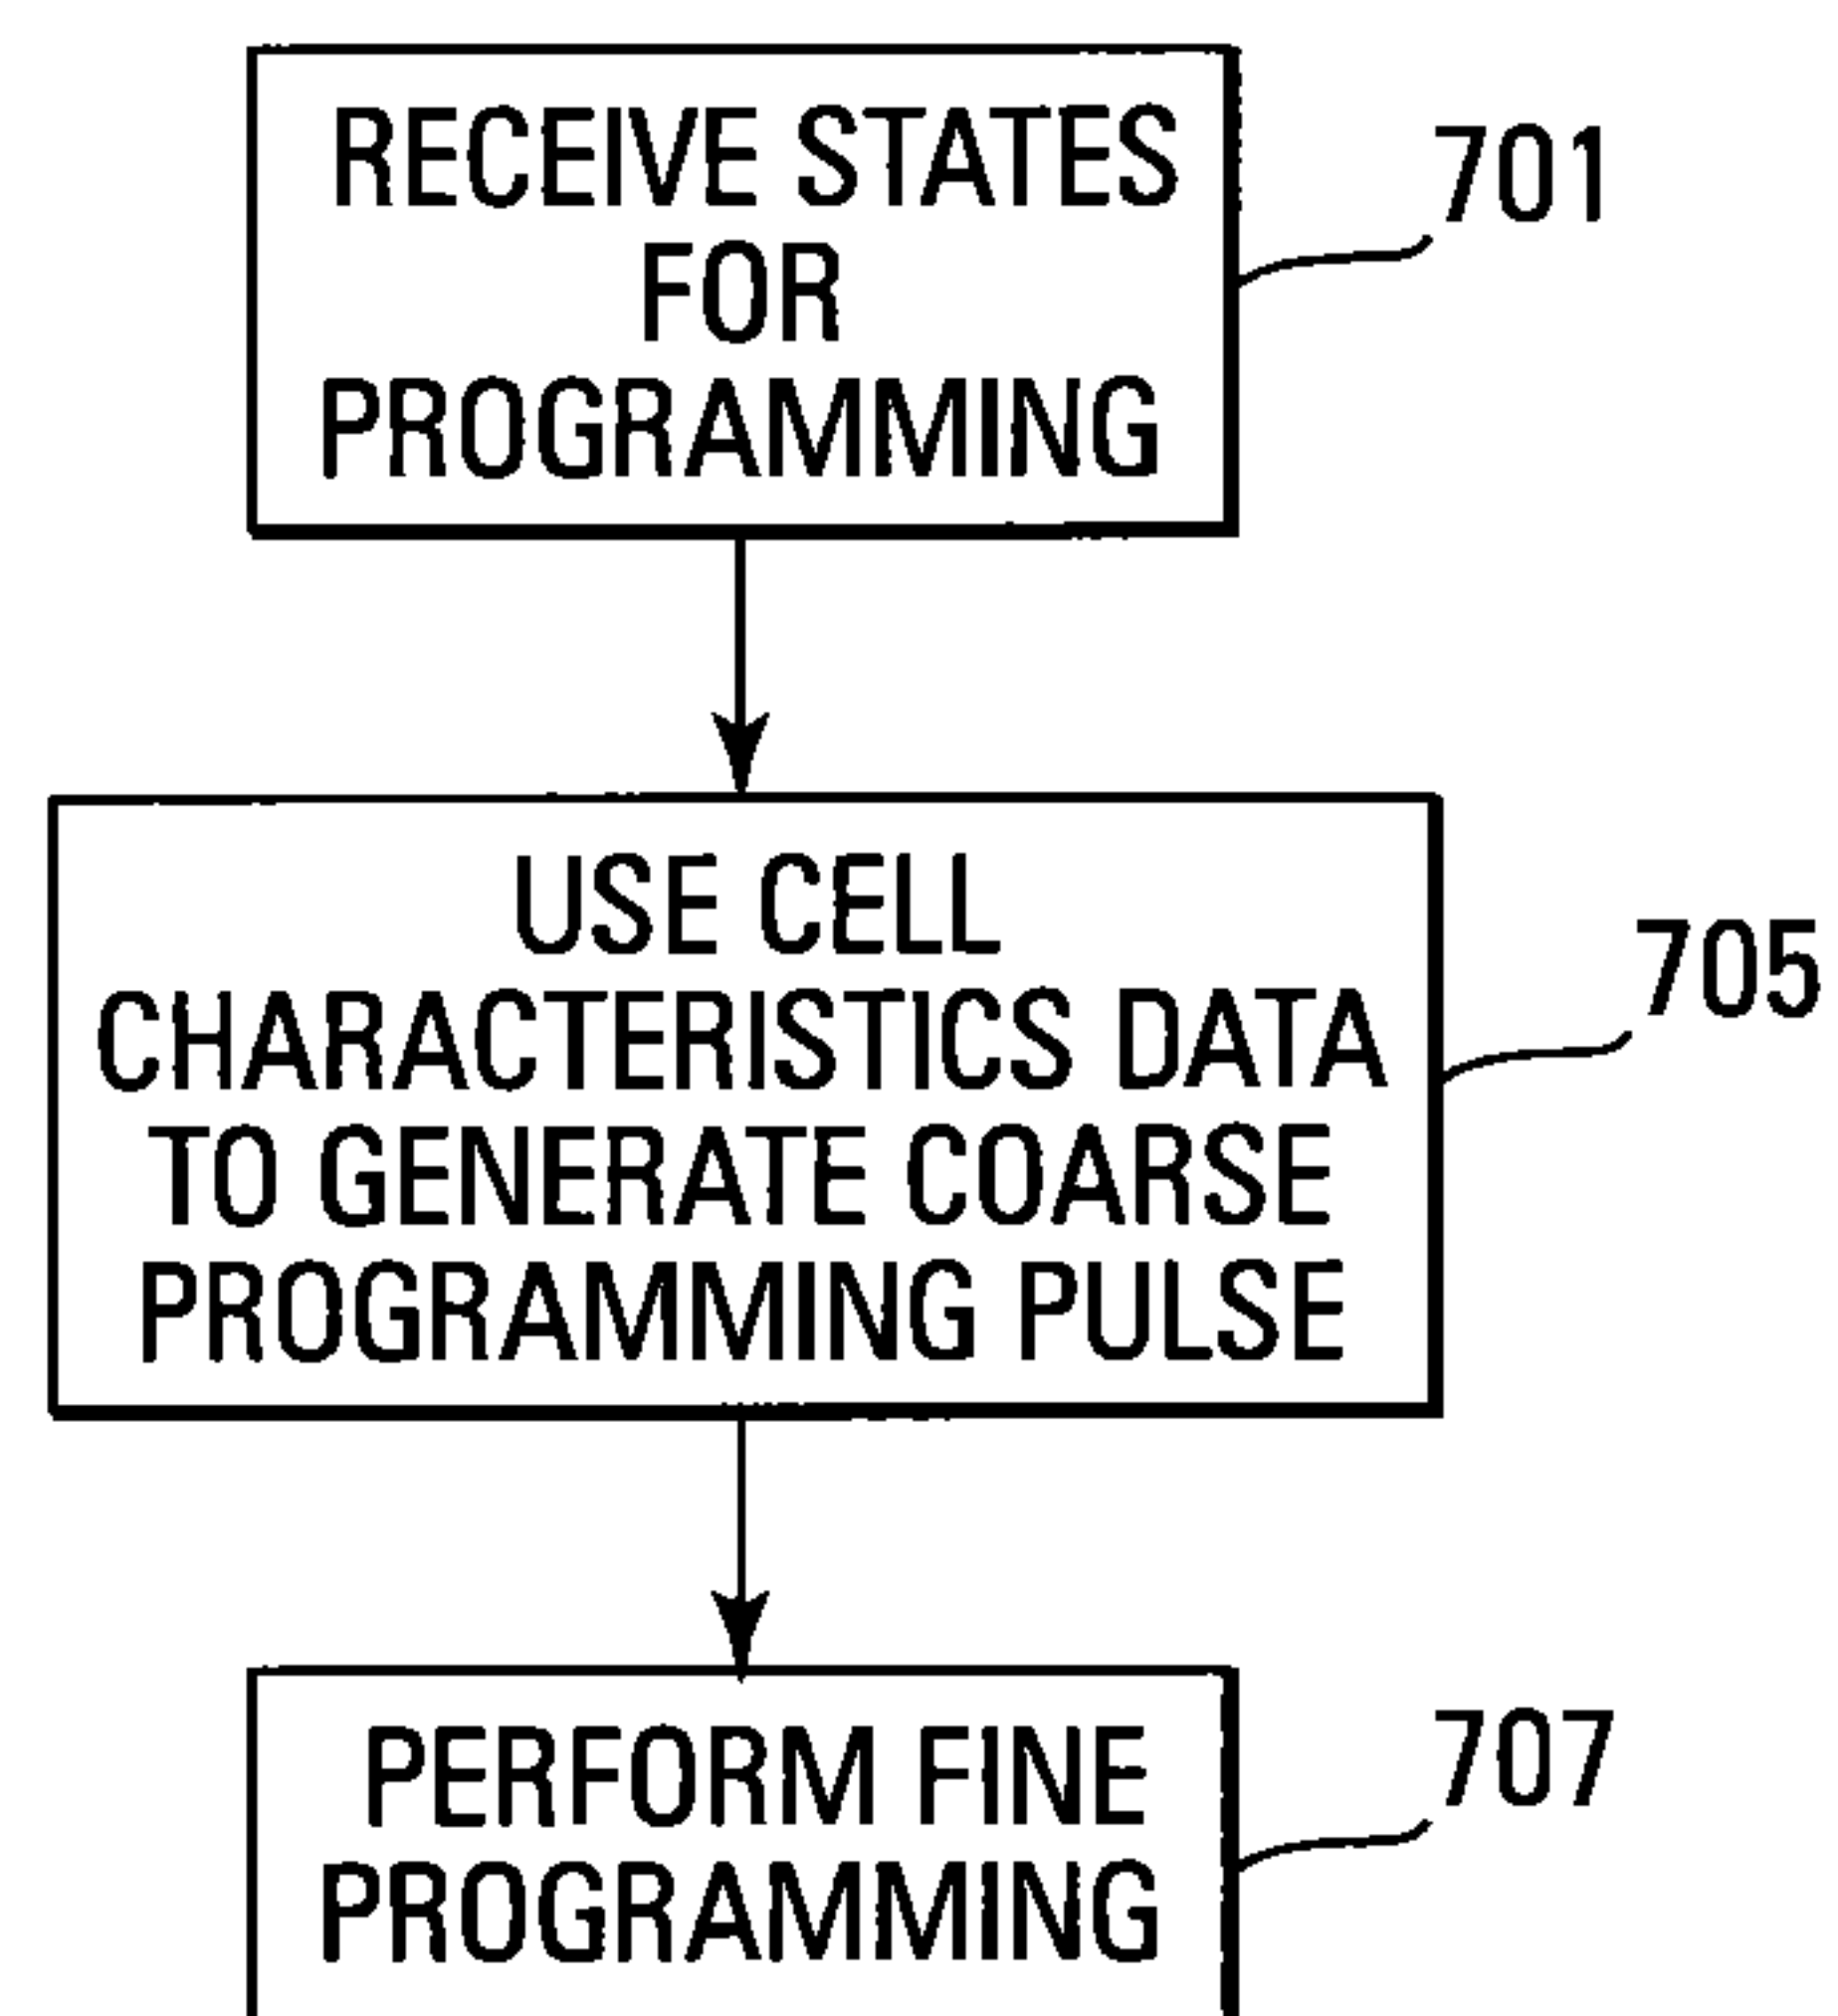 RECEIVE STATES
FOR
PROGRAMMING
701
USE CELL
CHARACTERISTICS DATA
TO GENERATE COARSE
PROGRAMMING PULSE
705
PERFORM FINE
PROGRAMMING
707